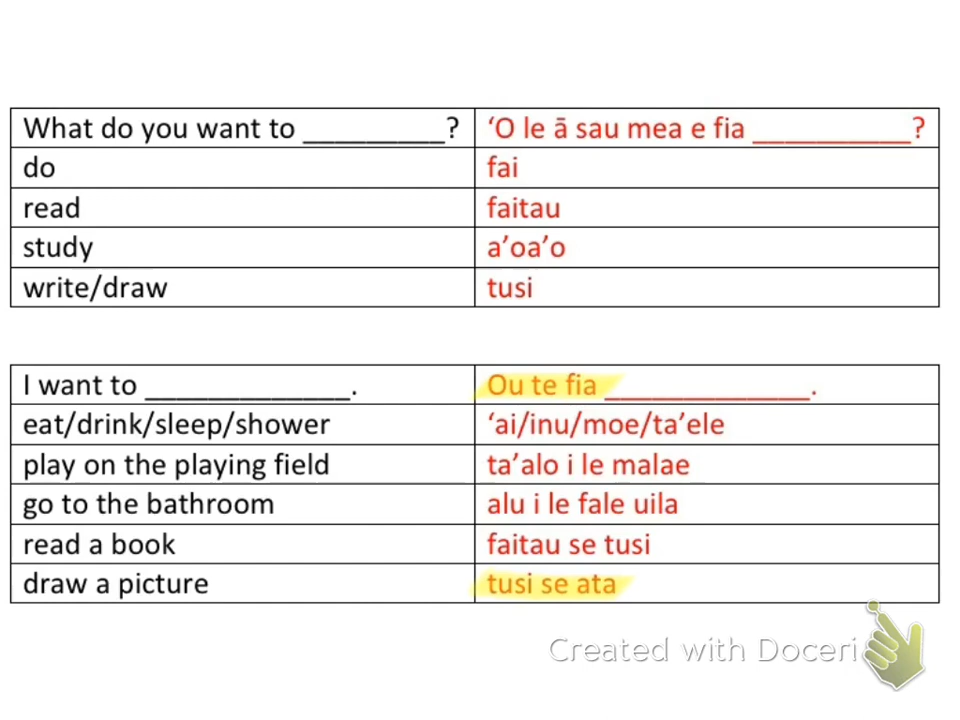 What do you want to _________? ‘O le ā sau mea e fia __________?
do fai
read faitau
study a’oa’o
write/draw tusi
I want to _____________. Ou te fia _____________.
eat/drink/sleep/shower ‘ai/inu/moe/ta’ele
play on the playing field ta’alo i le malae
go to the bathroom alu i le fale uila
read a book faitau se tusi
draw a picture tusi se ata
Created with Doceri